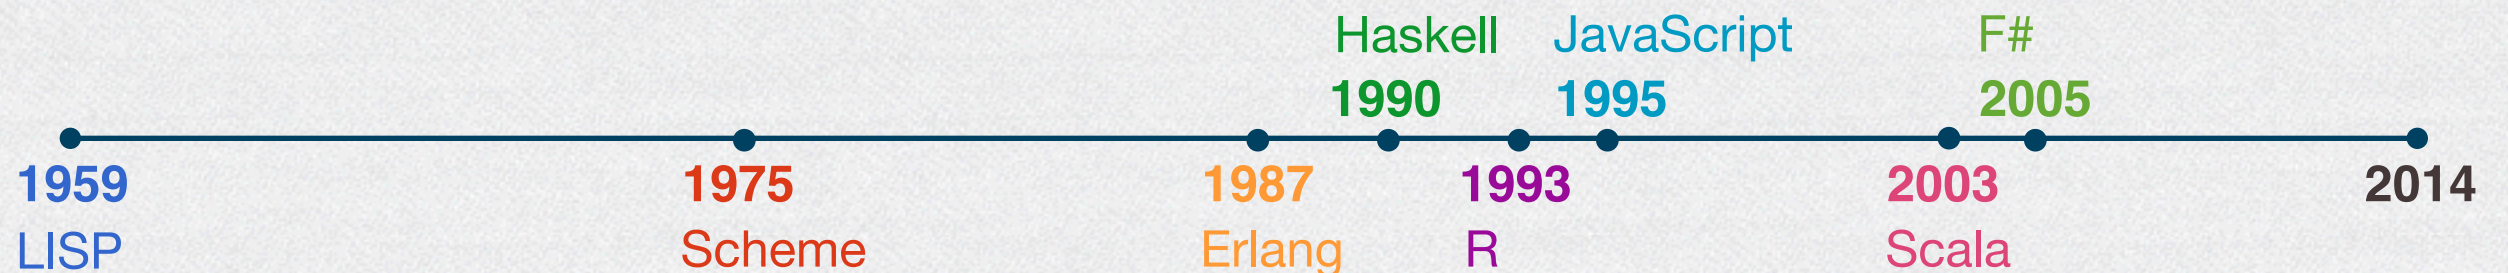 Haskell JavaScript F#
1990 1995 2005
1959 1975 1987 1993 2003 2014
LISP Scheme Erlang R Scala